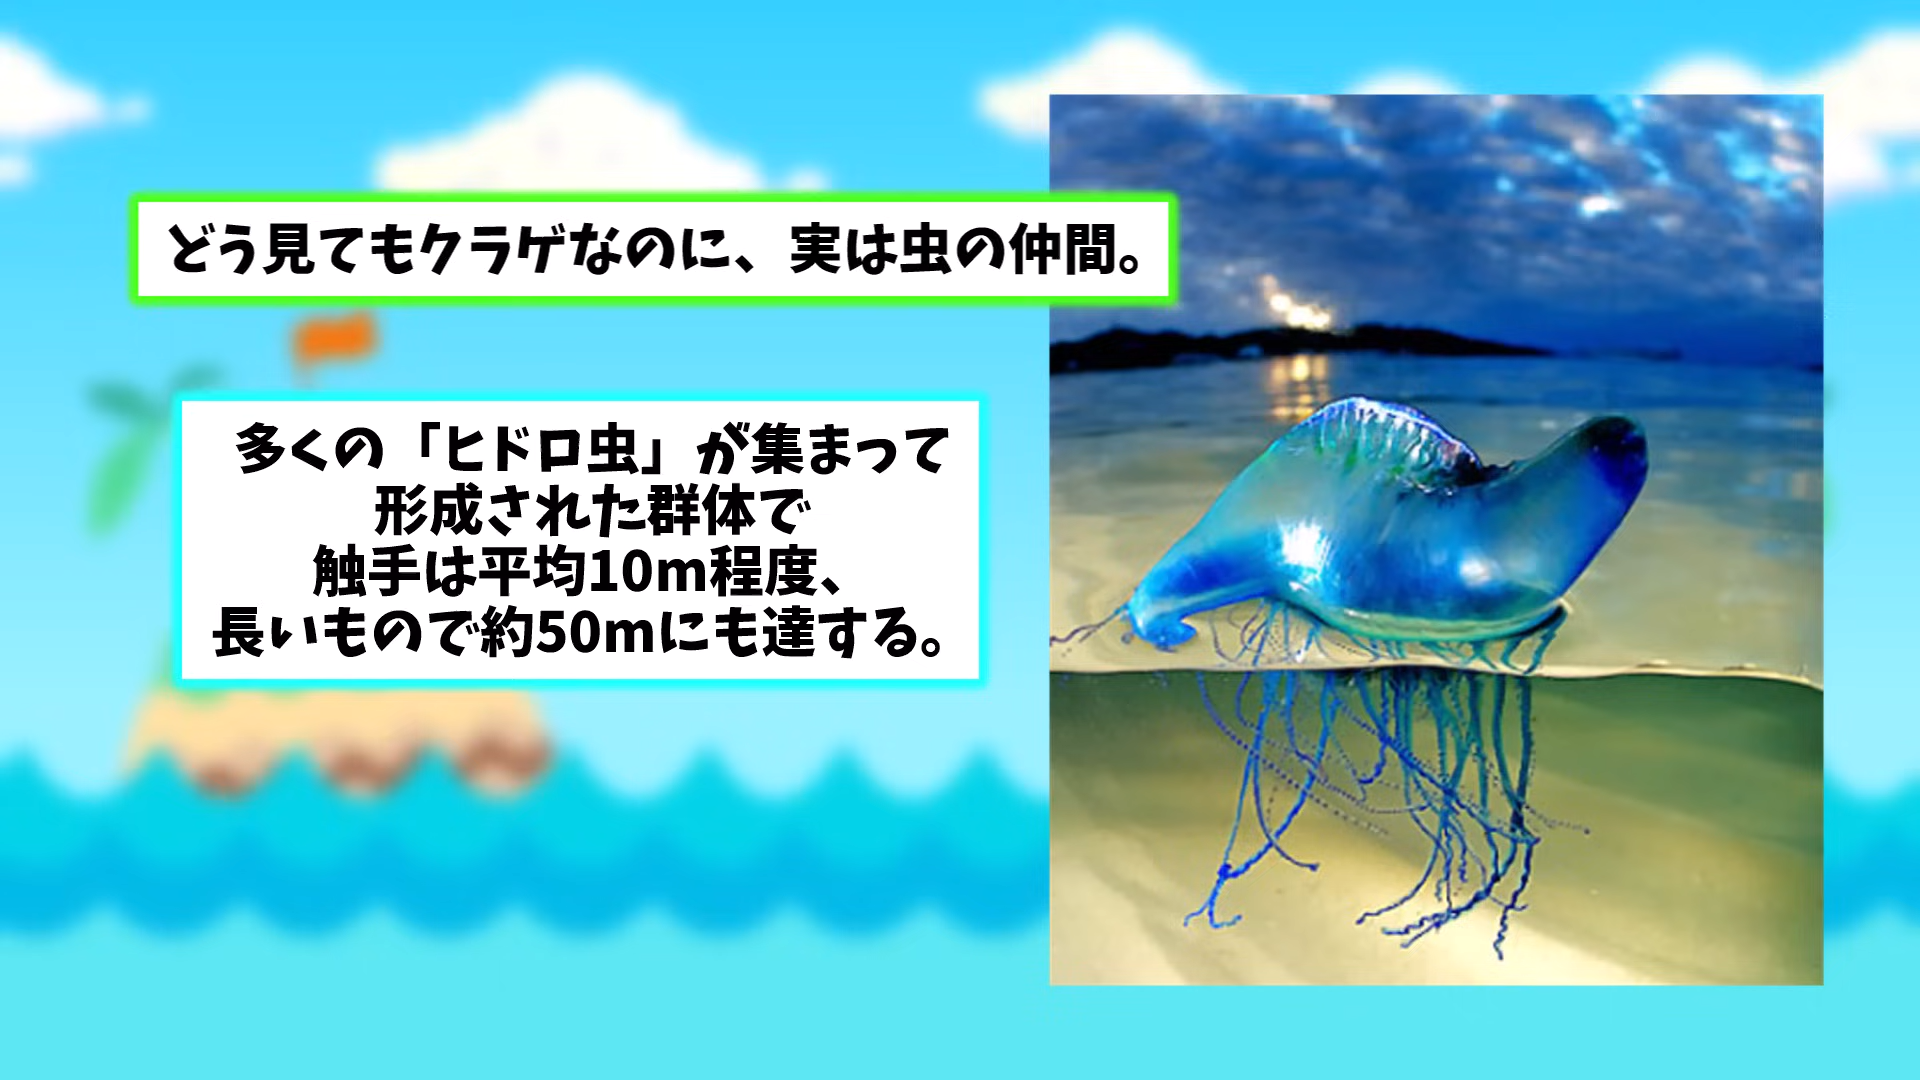 どう見てもクラゲなのに、実は虫の仲間。
多くの「ヒドロ虫」が集まって
形成された群体で
触手は平均10m程度、
長いもので約50mにも達する。